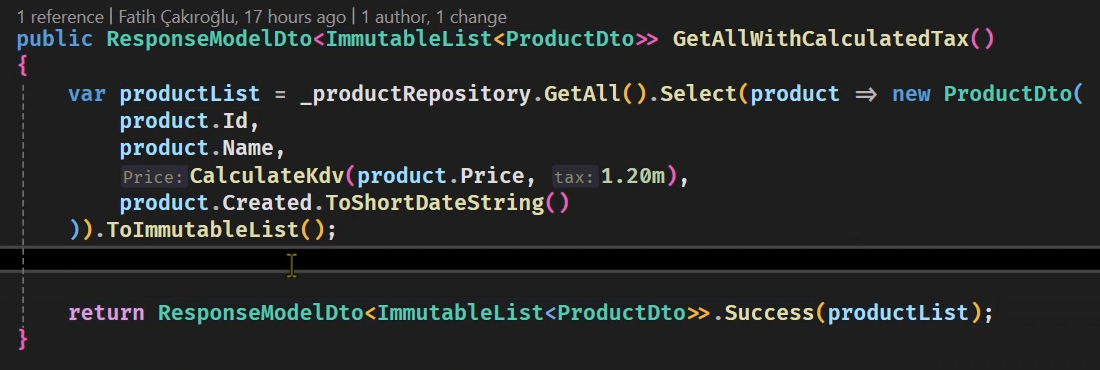 1 reference | Fatih Çakıroğlu, 17 hours ago | 1 author, 1 change
public ResponseModelDto<ImmutableList<ProductDto>> GetAllWithCalculatedTax()
{
var productList = _productRepository.GetAll().Select(product => new ProductDto(
product.Id,
product.Name,
Price: CalculateKdv(product.Price, tax: 1.20m),
product.Created.ToShortDateString()
)).ToImmutableList();
return ResponseModelDto<ImmutableList<ProductDto>>.Success(productList);
}